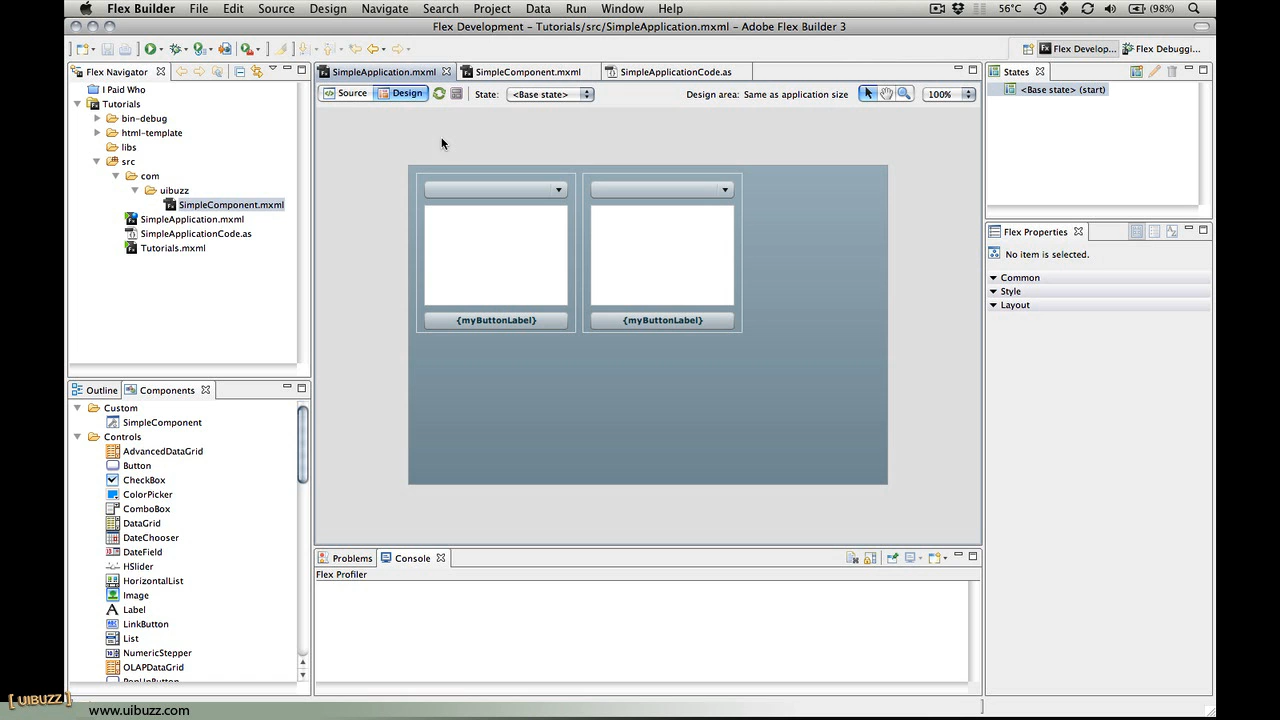 Flex Builder File Edit Source Design Navigate Search Project Data Run Window Help 56°C (98%)
Flex Development - Tutorials/src/SimpleApplication.mxml - Adobe Flex Builder 3
Flex Develop... Flex Debuggi...
Flex Navigator
I Paid Who
Tutorials
bin-debug
html-template
libs
src
com
uibuzz
SimpleComponent.mxml
SimpleApplication.mxml
SimpleApplicationCode.as
Tutorials.mxml
Outline Components
Custom
SimpleComponent
Controls
AdvancedDataGrid
Button
CheckBox
ColorPicker
ComboBox
DataGrid
DateChooser
DateField
HSlider
HorizontalList
Image
Label
LinkButton
List
NumericStepper
OLAPDataGrid
PopUpButton
SimpleApplication.mxml SimpleComponent.mxml SimpleApplicationCode.as
Source Design State: <Base state> Design area: Same as application size 100%
{myButtonLabel} {myButtonLabel}
Problems Console
Flex Profiler
States
<Base state> (start)
Flex Properties
No item is selected.
Common
Style
Layout
[ UIBUZZ ]
www.uibuzz.com